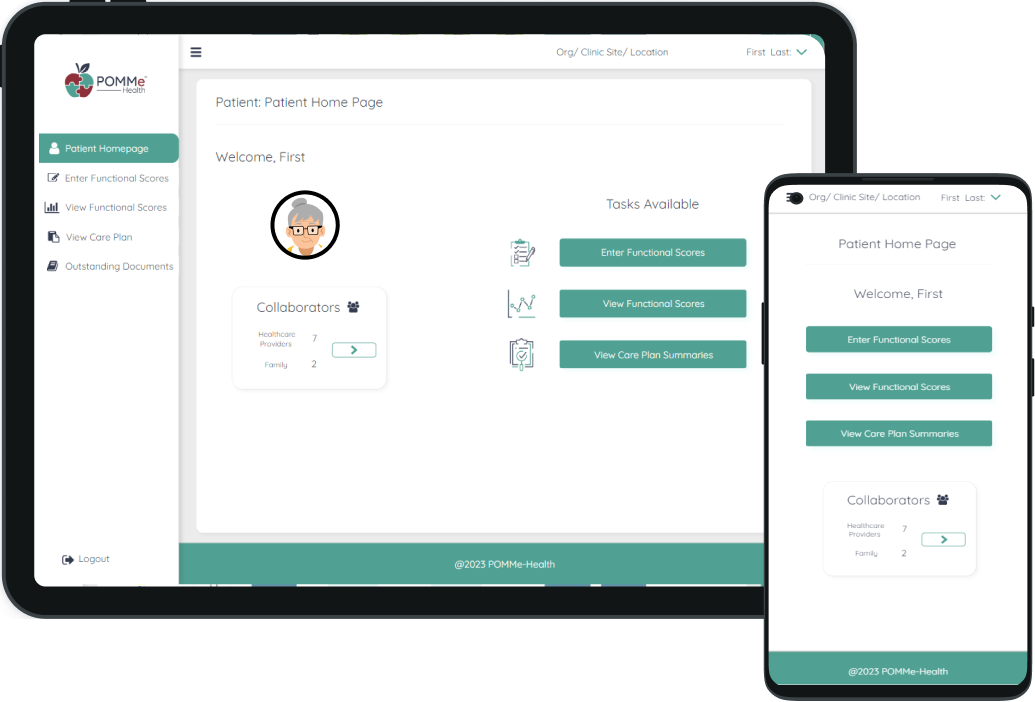 POMMe™
Health
Patient Homepage
Enter Functional Scores
View Functional Scores
View Care Plan
Outstanding Documents
Logout
Org/ Clinic Site/ Location
First Last:
Patient: Patient Home Page
Welcome, First
Collaborators
Healthcare
Providers
7
Family
2
Tasks Available
Enter Functional Scores
View Functional Scores
View Care Plan Summaries
@2023 POMMe-Health
Org/ Clinic Site/ Location
First Last:
Patient Home Page
Welcome, First
Enter Functional Scores
View Functional Scores
View Care Plan Summaries
Collaborators
Healthcare
Providers
7
Family
2
@2023 POMMe-Health